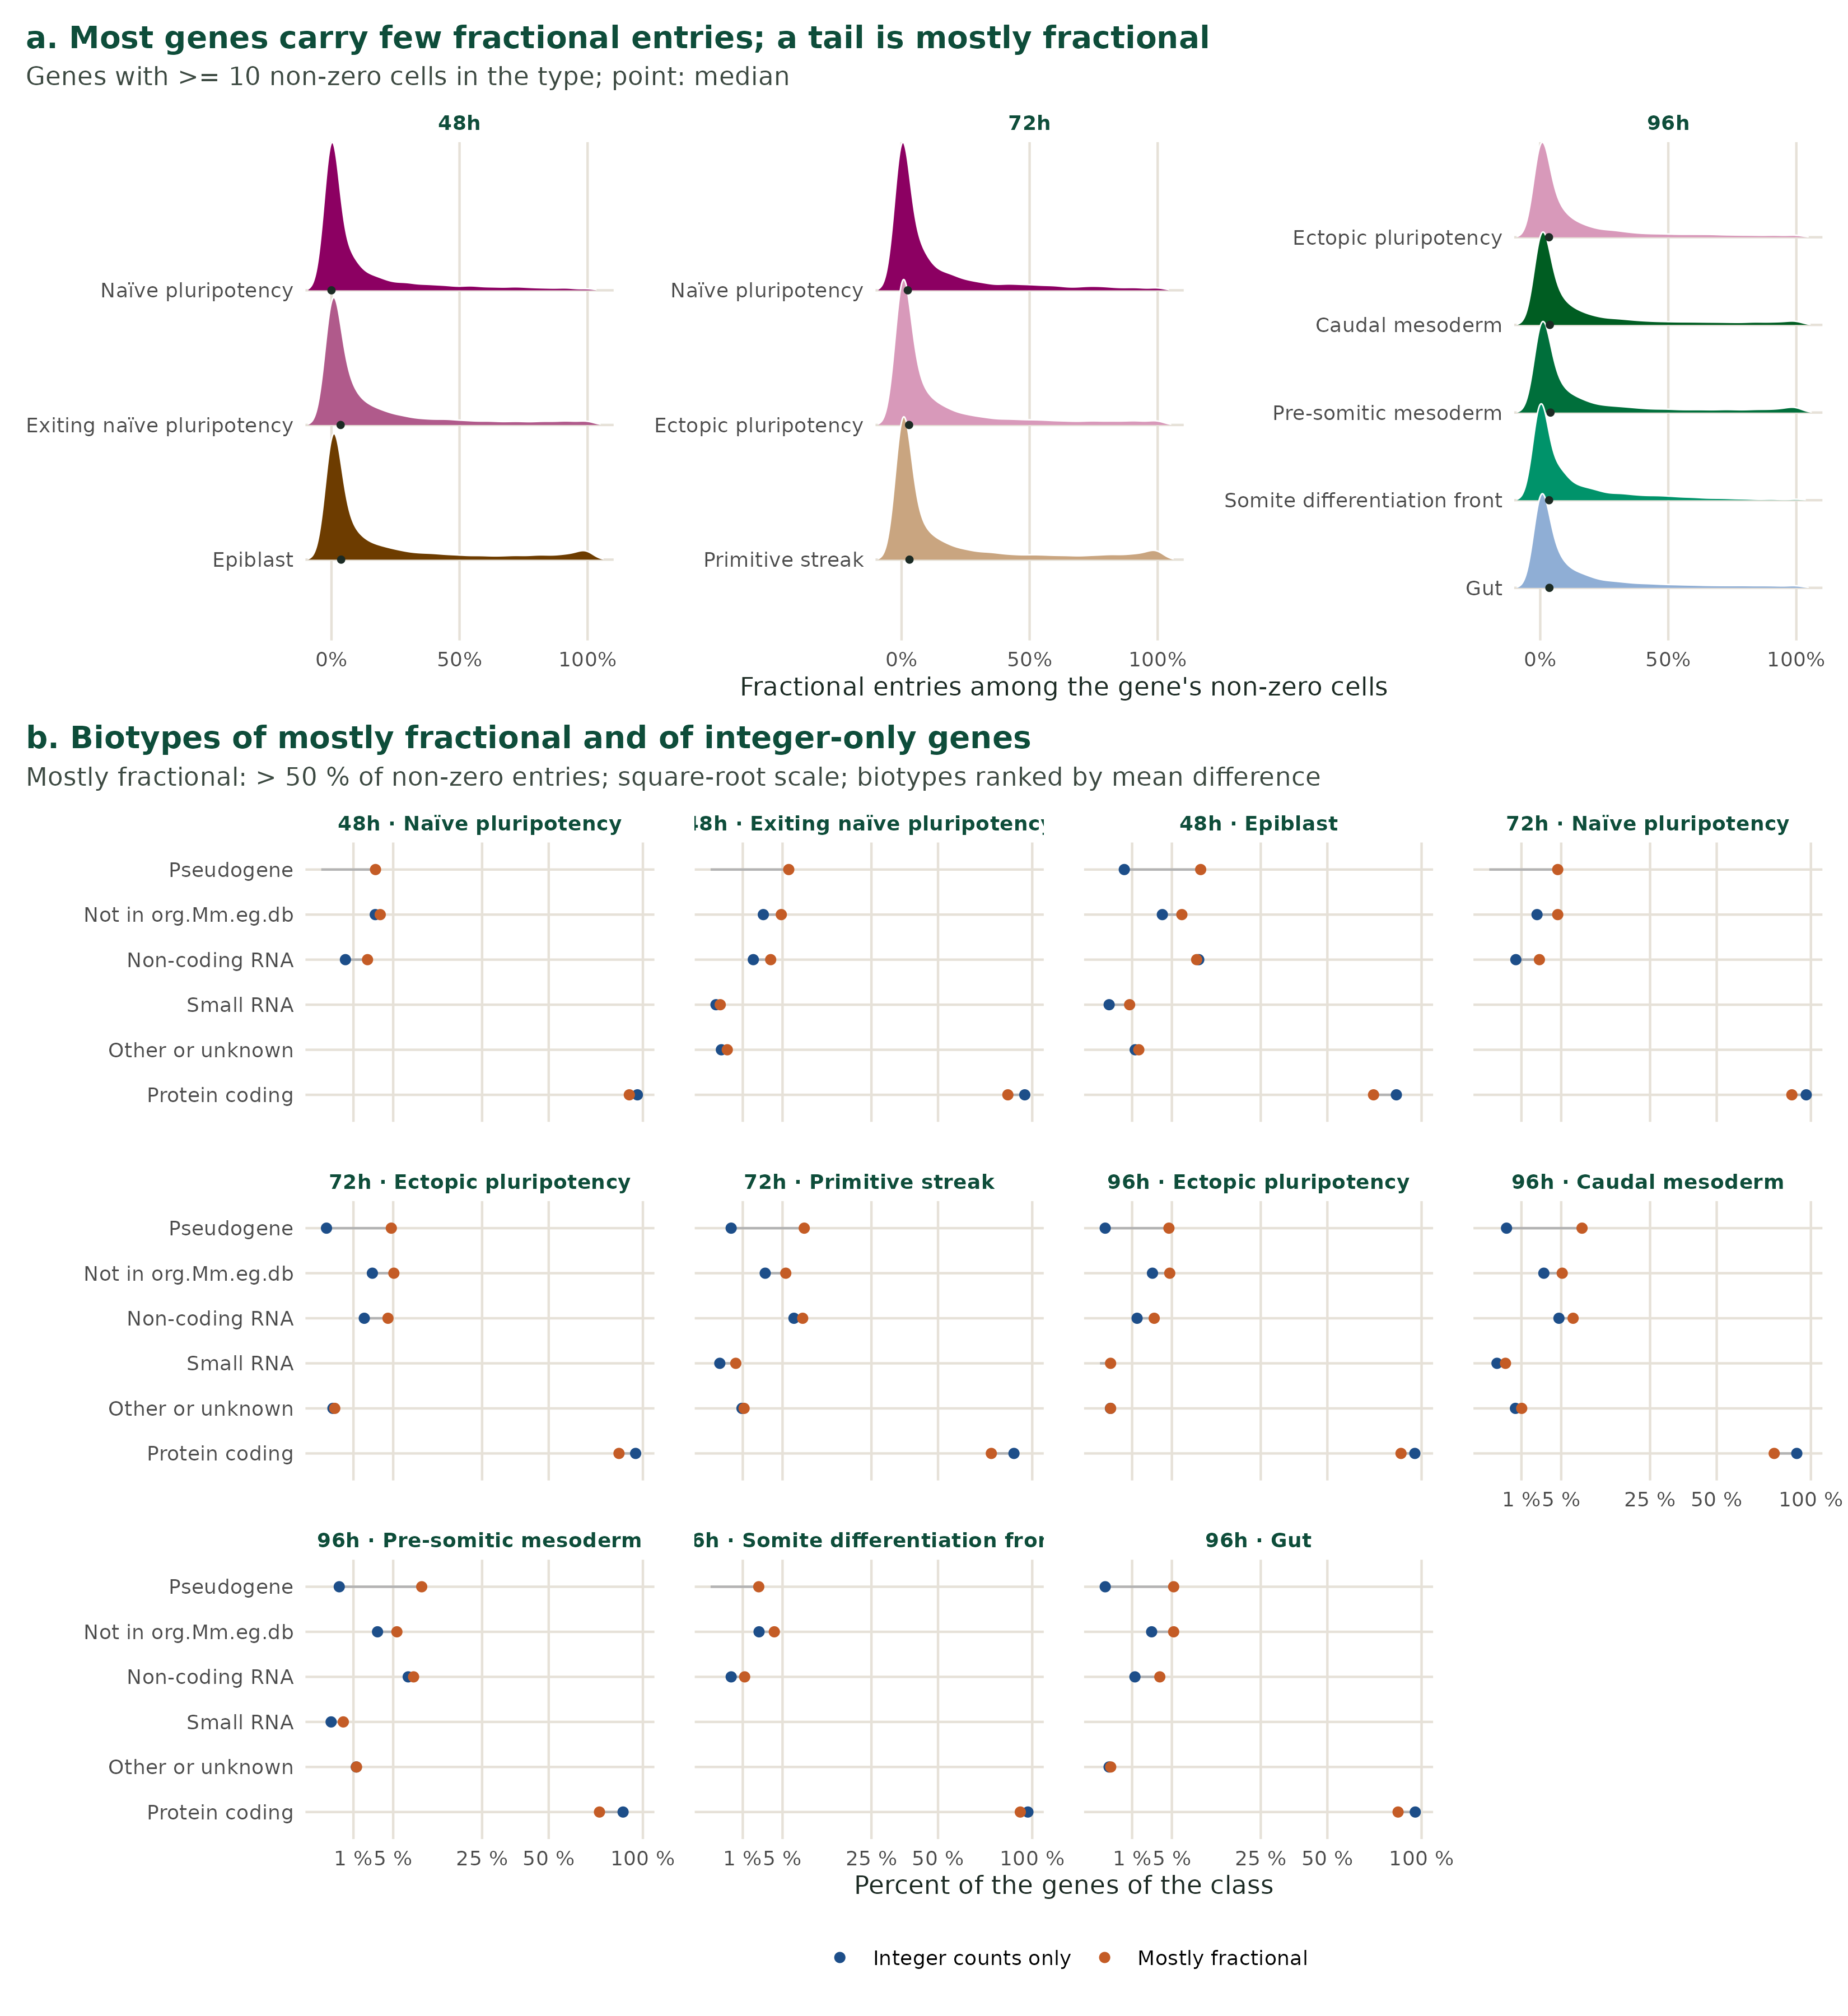 a. Most genes carry few fractional entries; a tail is mostly fractional
Genes with >= 10 non-zero cells in the type; point: median
48h
72h
96h
Naïve pluripotency
Exiting naïve pluripotency
Epiblast
Naïve pluripotency
Ectopic pluripotency
Primitive streak
Ectopic pluripotency
Caudal mesoderm
Pre-somitic mesoderm
Somite differentiation front
Gut
0% 50% 100%
0% 50% 100%
0% 50% 100%
Fractional entries among the gene's non-zero cells
b. Biotypes of mostly fractional and of integer-only genes
Mostly fractional: > 50 % of non-zero entries; square-root scale; biotypes ranked by mean difference
48h · Naïve pluripotency
48h · Exiting naïve pluripotency
48h · Epiblast
72h · Naïve pluripotency
Pseudogene
Not in org.Mm.eg.db
Non-coding RNA
Small RNA
Other or unknown
Protein coding
72h · Ectopic pluripotency
72h · Primitive streak
96h · Ectopic pluripotency
96h · Caudal mesoderm
Pseudogene
Not in org.Mm.eg.db
Non-coding RNA
Small RNA
Other or unknown
Protein coding
1 % 5 % 25 % 50 % 100 %
96h · Pre-somitic mesoderm
6h · Somite differentiation fron
96h · Gut
Pseudogene
Not in org.Mm.eg.db
Non-coding RNA
Small RNA
Other or unknown
Protein coding
1 % 5 % 25 % 50 % 100 %
1 % 5 % 25 % 50 % 100 %
1 % 5 % 25 % 50 % 100 %
Percent of the genes of the class
Integer counts only
Mostly fractional